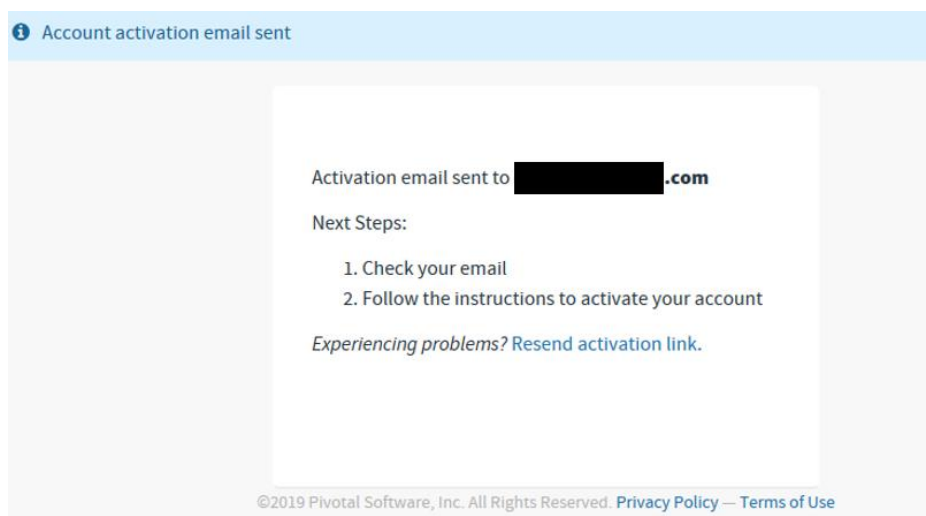 Account activation email sent
Activation email sent to .com
Next Steps:
1. Check your email
2. Follow the instructions to activate your account
Experiencing problems? Resend activation link.
©2019 Pivotal Software, Inc. All Rights Reserved. Privacy Policy — Terms of Use